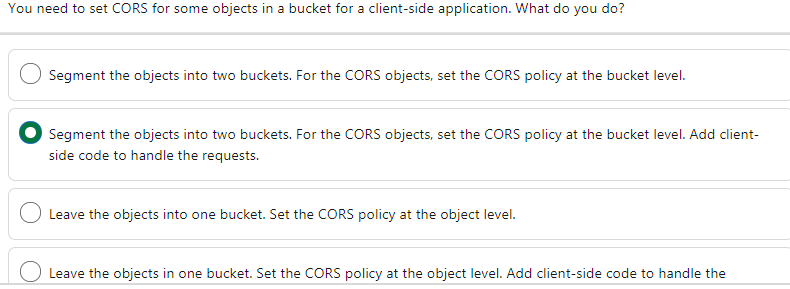 You need to set CORS for some objects in a bucket for a client-side application. What do you do?
Segment the objects into two buckets. For the CORS objects, set the CORS policy at the bucket level.
Segment the objects into two buckets. For the CORS objects, set the CORS policy at the bucket level. Add client-
side code to handle the requests.
Leave the objects into one bucket. Set the CORS policy at the object level.
Leave the objects in one bucket. Set the CORS policy at the object level. Add client-side code to handle the